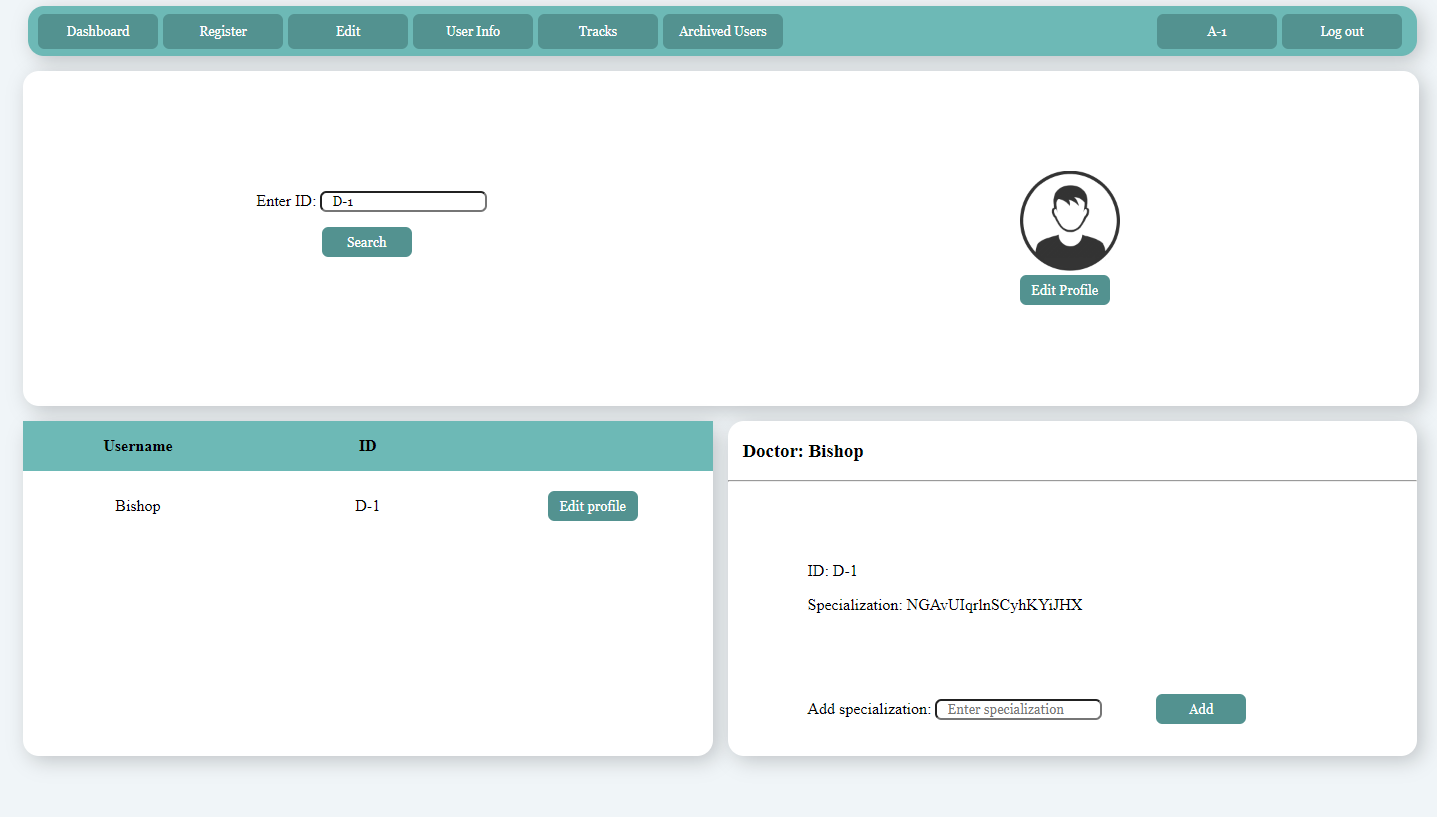 Dashboard Register Edit User Info Tracks Archived Users A-1 Log out
Enter ID: D-1
Search
Edit Profile
Username ID
Bishop D-1 Edit profile
Doctor: Bishop
ID: D-1
Specialization: NGAvUIqrlnSCyhKYiJHX
Add specialization: Enter specialization Add